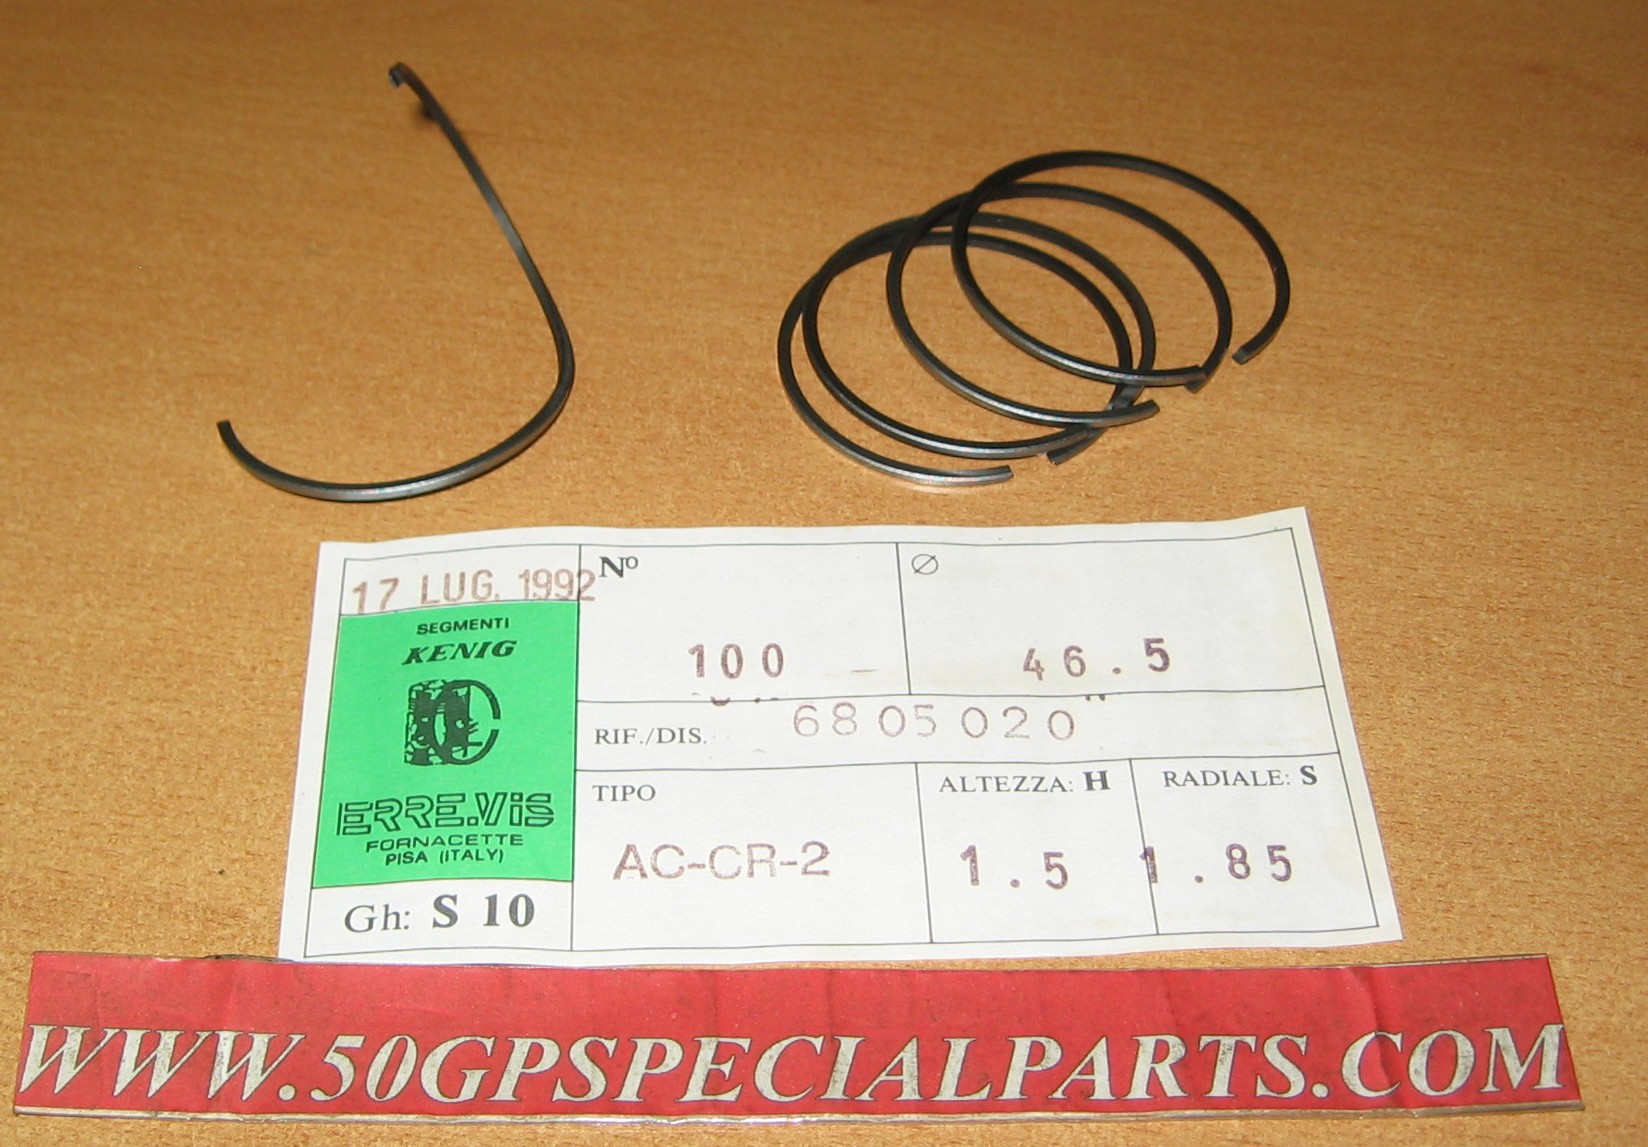 17 LUG. 1992
SEGMENTI
KENIG
ERRE.ViS
FORNACETTE
PISA (ITALY)
Gh: S 10
Nº
100 -
Ø
46.5
RIF./DIS. 6805020
TIPO
AC-CR-2
ALTEZZA: H
1.5
RADIALE: S
1.85
WWW.50GPSPECIALPARTS.COM